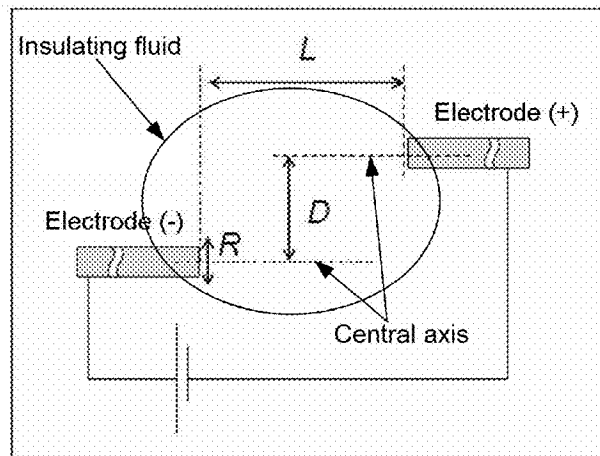 Insulating fluid
L
Electrode (+)
D
Electrode (-)
R
Central axis